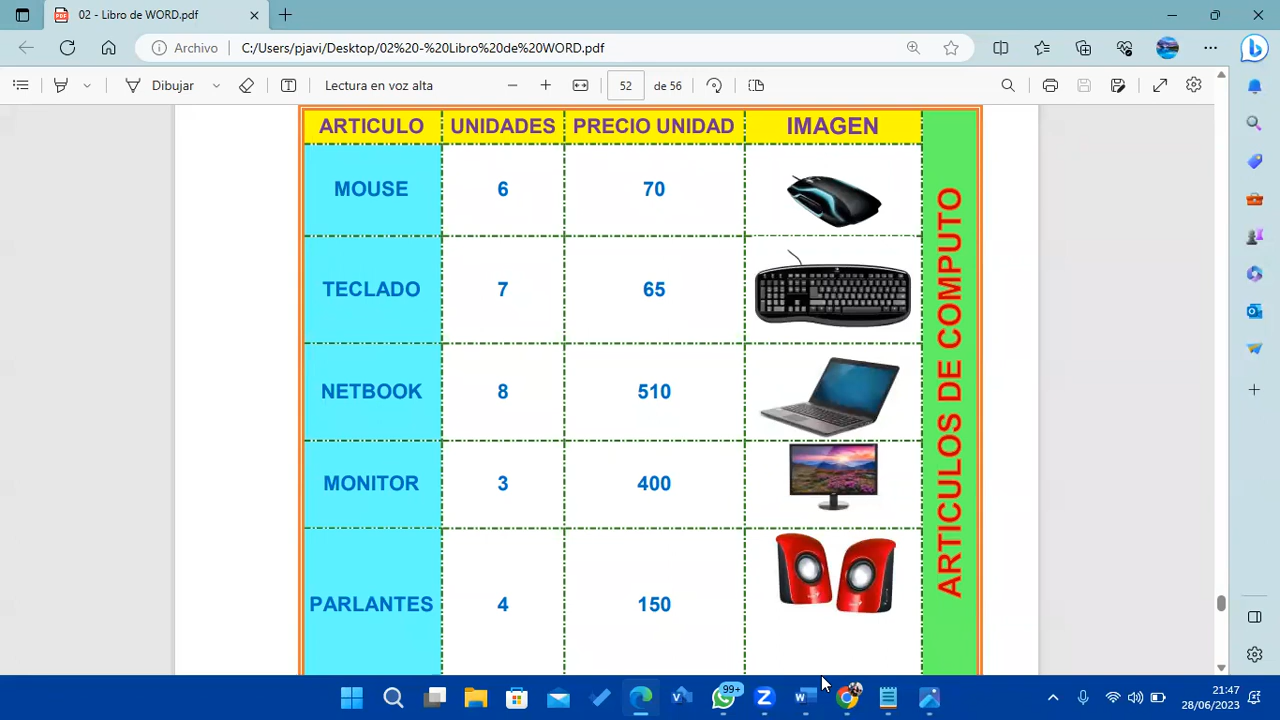 02 - Libro de WORD.pdf
Archivo C:/Users/pjavi/Desktop/02%20-%20Libro%20de%20WORD.pdf
Dibujar Lectura en voz alta 52 de 56
ARTICULO UNIDADES PRECIO UNIDAD IMAGEN
MOUSE 6 70
TECLADO 7 65
NETBOOK 8 510
MONITOR 3 400
PARLANTES 4 150
ARTICULOS DE COMPUTO
99+
21:47
28/06/2023